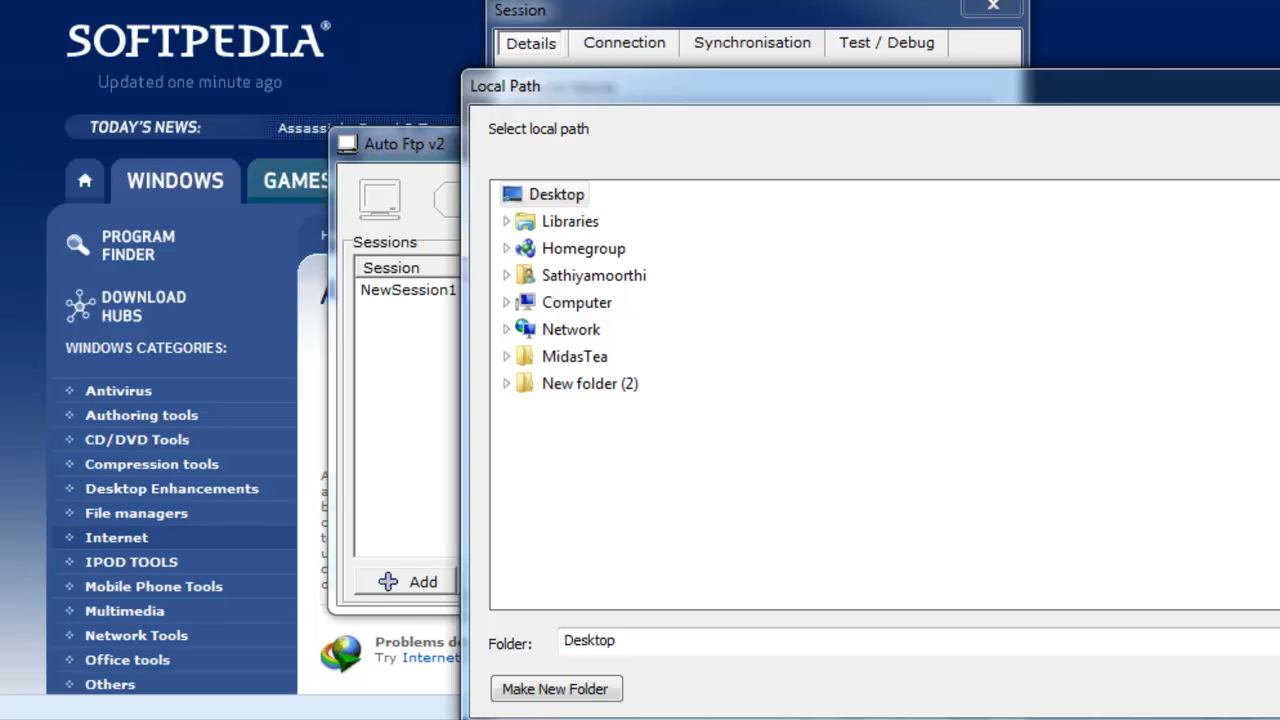 SOFTPEDIA®
Updated one minute ago
TODAY'S NEWS:
WINDOWS
GAMES
PROGRAM
FINDER
DOWNLOAD
HUBS
WINDOWS CATEGORIES:
Antivirus
Authoring tools
CD/DVD Tools
Compression tools
Desktop Enhancements
File managers
Internet
IPOD TOOLS
Mobile Phone Tools
Multimedia
Network Tools
Office tools
Others
Auto Ftp v2
Sessions
Session
NewSession1
Add
Problems
Try Internet
Session
Details
Connection
Synchronisation
Test / Debug
Local Path
Select local path
Desktop
Libraries
Homegroup
Sathiyamoorthi
Computer
Network
MidasTea
New folder (2)
Folder:
Desktop
Make New Folder